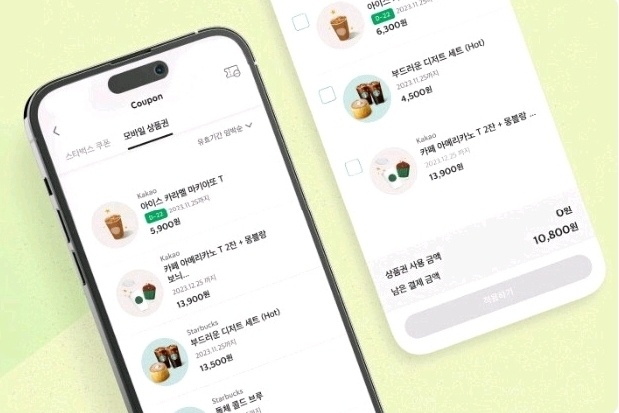 Coupon
스타벅스 쿠폰
모바일 상품권
유효기간 임박순
Kakao
아이스 카라멜 마키아또 T
D-22 2023.11.25까지
5,900원
Kakao
카페 아메리카노 T 2잔 + 몽블랑
보늬...
2023.12.25 까지
13,900원
Starbucks
부드러운 디저트 세트 (Hot)
2023.11.25까지
13,500원
Starbucks
돌체 콜드 브루
아이스
D-22 2023.11.25까지
6,300원
부드러운 디저트 세트 (Hot)
2023.11.25까지
4,500원
Kakao
카페 아메리카노 T 2잔 + 몽블랑 ...
2023.12.25 까지
13,900원
상품권 사용 금액
0원
남은 결제 금액
10,800원
적용하기